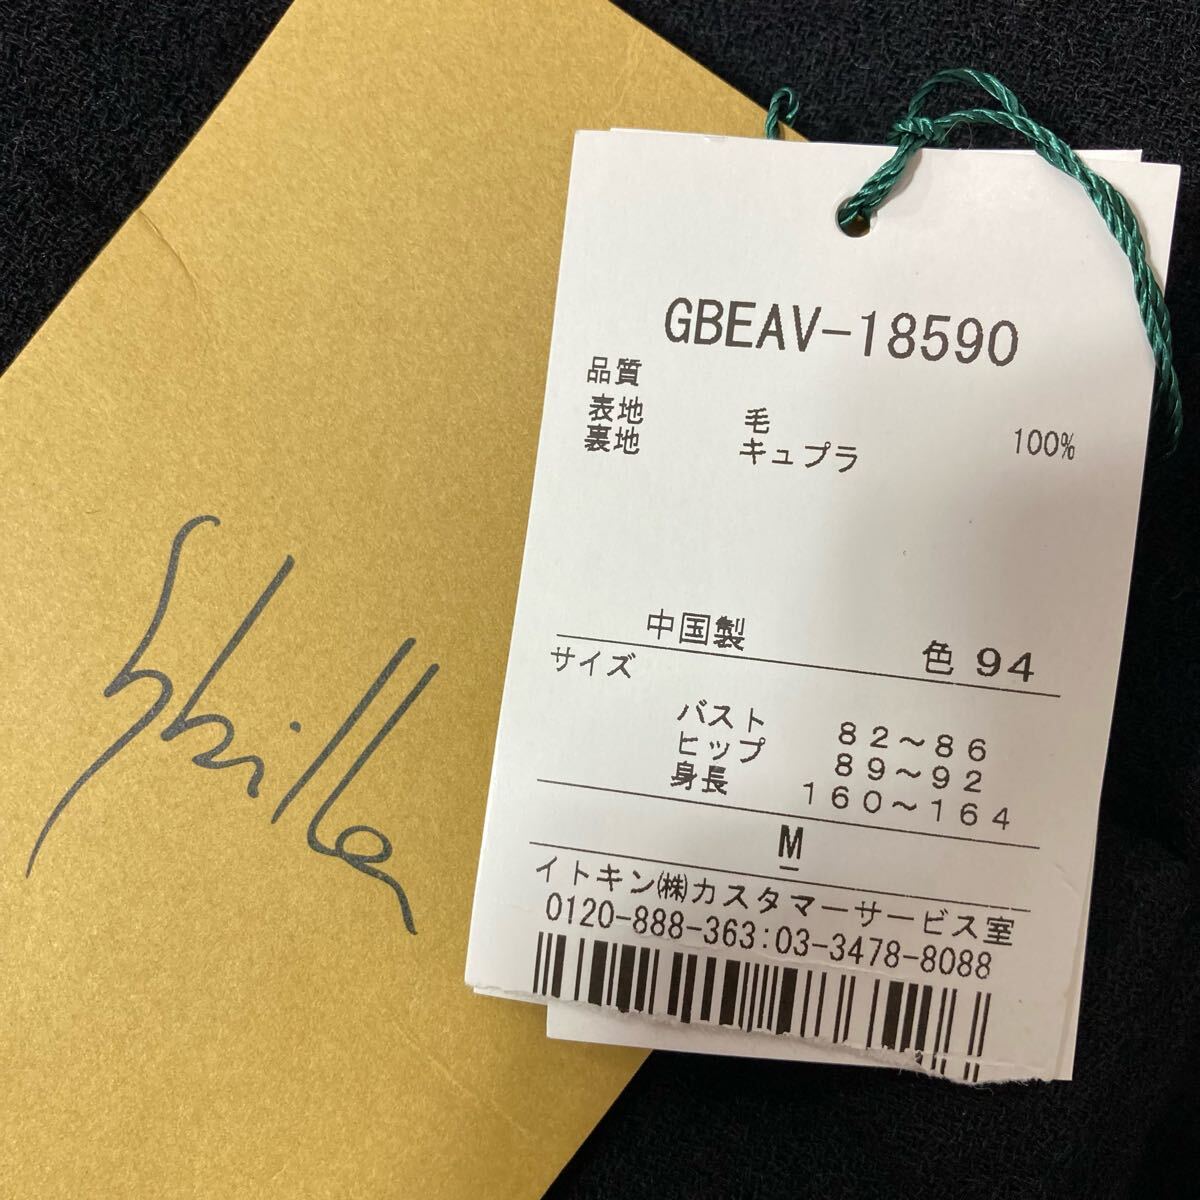 Sybilla
GBEAV-18590
品質
表地 毛 100%
裏地 キュプラ
中国製 色 94
サイズ
バスト 82～86
ヒップ 89～92
身長 160～164
M
イトキン㈱カスタマーサービス室
0120-888-363:03-3478-8088